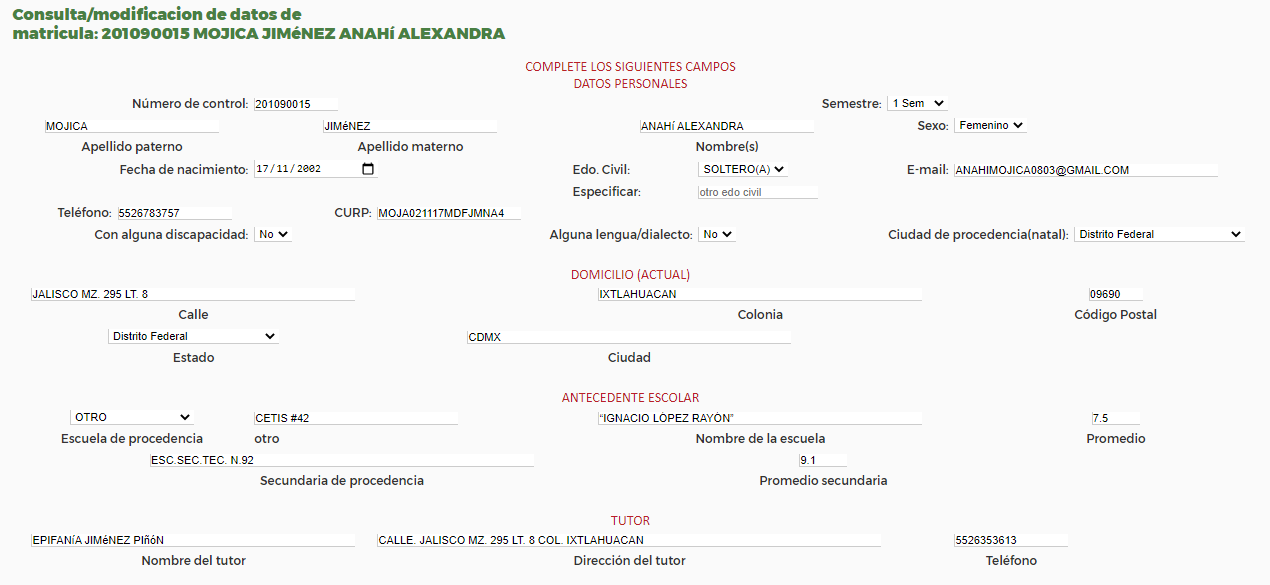 Consulta/modificacion de datos de
matricula: 201090015 MOJICA JIMéNEZ ANAHí ALEXANDRA
COMPLETE LOS SIGUIENTES CAMPOS
DATOS PERSONALES
Número de control: 201090015 Semestre: 1 Sem
MOJICA JIMéNEZ ANAHí ALEXANDRA Sexo: Femenino
Apellido paterno Apellido materno Nombre(s)
Fecha de nacimiento: 17/11/2002 Edo. Civil: SOLTERO(A) E-mail: ANAHIMOJICA0803@GMAIL.COM
Especificar: otro edo civil
Teléfono: 5526783757 CURP: MOJA021117MDFJMNA4
Con alguna discapacidad: No Alguna lengua/dialecto: No Ciudad de procedencia(natal): Distrito Federal
DOMICILIO (ACTUAL)
JALISCO MZ. 295 LT. 8 IXTLAHUACAN 09690
Calle Colonia Código Postal
Distrito Federal CDMX
Estado Ciudad
ANTECEDENTE ESCOLAR
OTRO CETIS #42 “IGNACIO LÓPEZ RAYÓN” 7.5
Escuela de procedencia otro Nombre de la escuela Promedio
ESC.SEC.TEC. N.92 9.1
Secundaria de procedencia Promedio secundaria
TUTOR
EPIFANíA JIMéNEZ PIñóN CALLE. JALISCO MZ. 295 LT. 8 COL. IXTLAHUACAN 5526353613
Nombre del tutor Dirección del tutor Teléfono